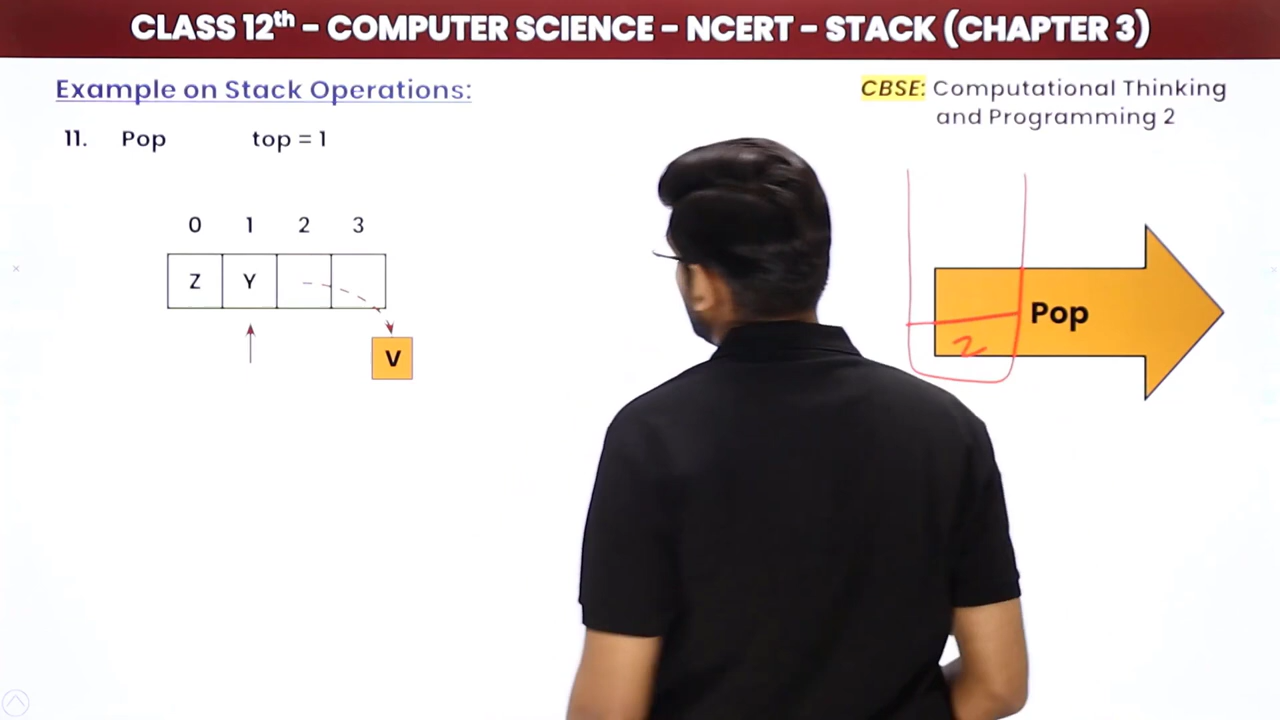 CLASS 12th - COMPUTER SCIENCE - NCERT - STACK (CHAPTER 3)
Example on Stack Operations:
CBSE: Computational Thinking
and Programming 2
11. Pop top = 1
0 1 2 3
Z Y
V
Pop
2